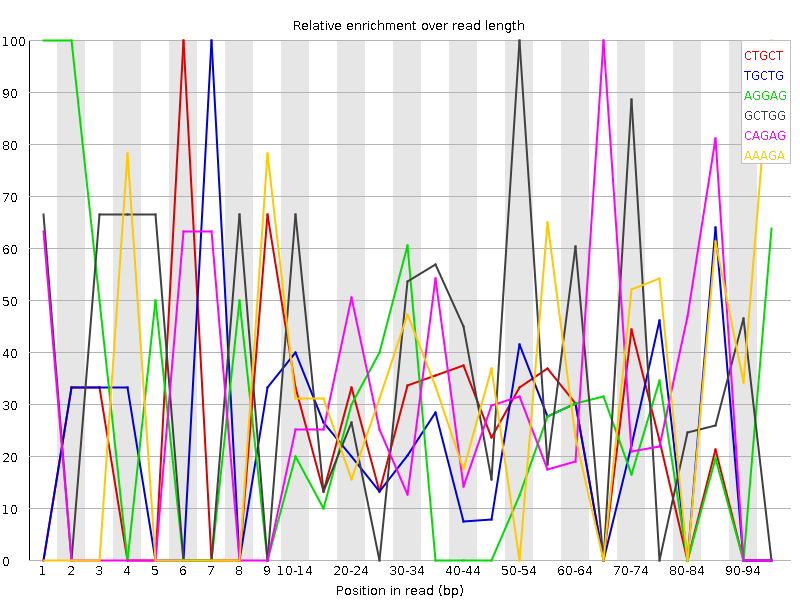 Relative enrichment over read length
100
90
80
70
60
50
40
30
20
10
0
CTGCT
TGCTG
AGGAG
GCTGG
CAGAG
AAAGA
1 2 3 4 5 6 7 8 9 10-14 20-24 30-34 40-44 50-54 60-64 70-74 80-84 90-94
Position in read (bp)